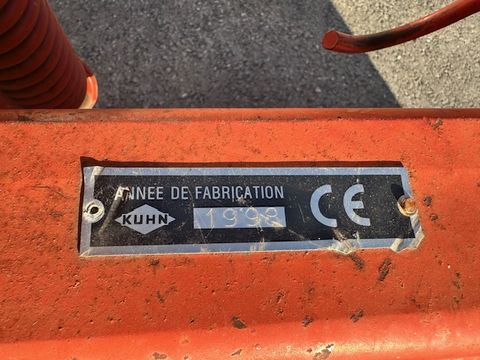 ANNEE DE FABRICATION
KUHN
1998
CE